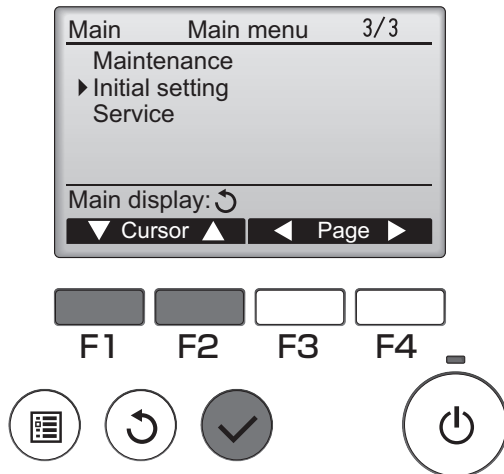 Main Main menu 3/3
Maintenance
Initial setting
Service
Main display:
Cursor Page
F1 F2 F3 F4